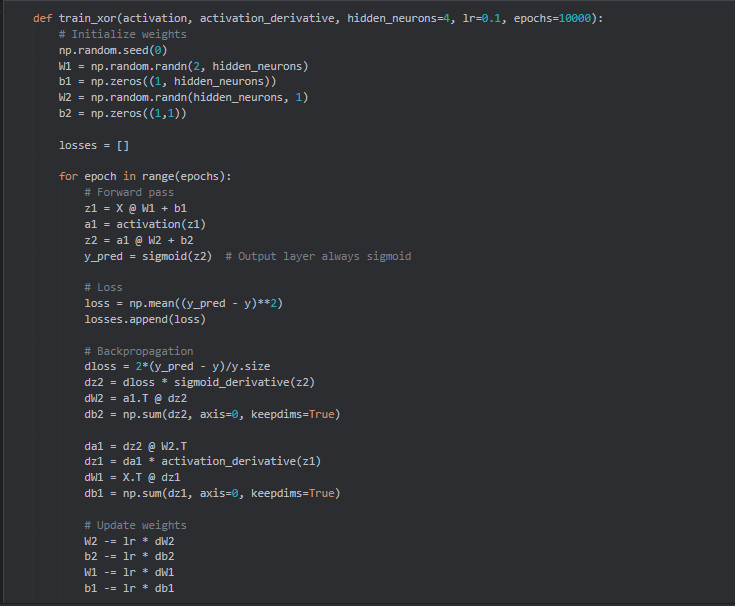 def train_xor(activation, activation_derivative, hidden_neurons=4, lr=0.1, epochs=10000):
# Initialize weights
np.random.seed(0)
W1 = np.random.randn(2, hidden_neurons)
b1 = np.zeros((1, hidden_neurons))
W2 = np.random.randn(hidden_neurons, 1)
b2 = np.zeros((1,1))
losses = []
for epoch in range(epochs):
# Forward pass
z1 = X @ W1 + b1
a1 = activation(z1)
z2 = a1 @ W2 + b2
y_pred = sigmoid(z2)  # Output layer always sigmoid
# Loss
loss = np.mean((y_pred - y)**2)
losses.append(loss)
# Backpropagation
dloss = 2*(y_pred - y)/y.size
dz2 = dloss * sigmoid_derivative(z2)
dW2 = a1.T @ dz2
db2 = np.sum(dz2, axis=0, keepdims=True)
da1 = dz2 @ W2.T
dz1 = da1 * activation_derivative(z1)
dW1 = X.T @ dz1
db1 = np.sum(dz1, axis=0, keepdims=True)
# Update weights
W2 -= lr * dW2
b2 -= lr * db2
W1 -= lr * dW1
b1 -= lr * db1